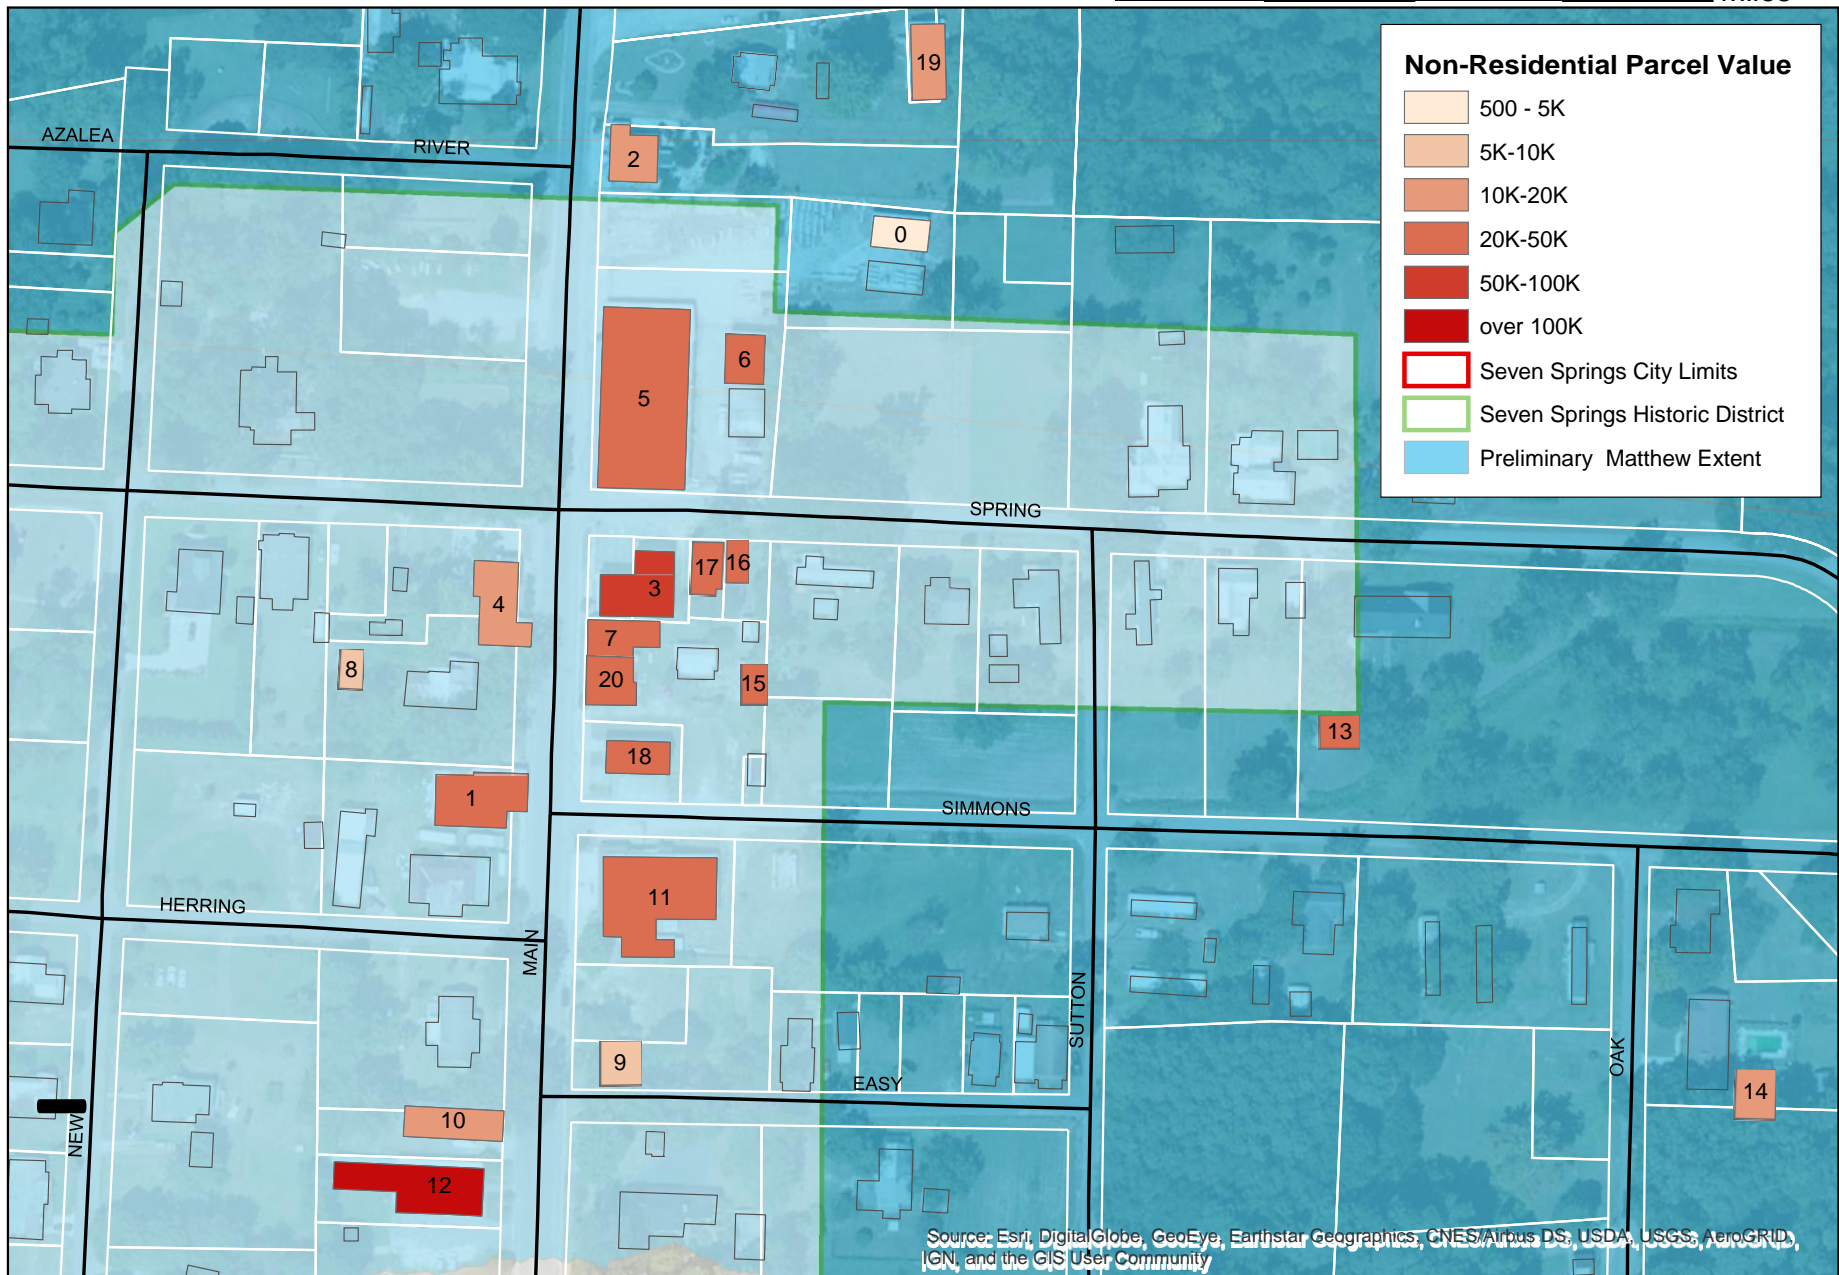 Miles
Non-Residential Parcel Value
500 - 5K
5K-10K
10K-20K
20K-50K
50K-100K
over 100K
Seven Springs City Limits
Seven Springs Historic District
Preliminary Matthew Extent
19
AZALEA
RIVER
2
0
6
5
SPRING
17
16
3
4
7
8
20
15
13
18
1
SIMMONS
11
HERRING
MAIN
SUTTON
OAK
9
EASY
14
10
NEW
12
Source: Esri, DigitalGlobe, GeoEye, Earthstar Geographics, CNES/Airbus DS, USDA, USGS, AeroGRID,
IGN, and the GIS User Community